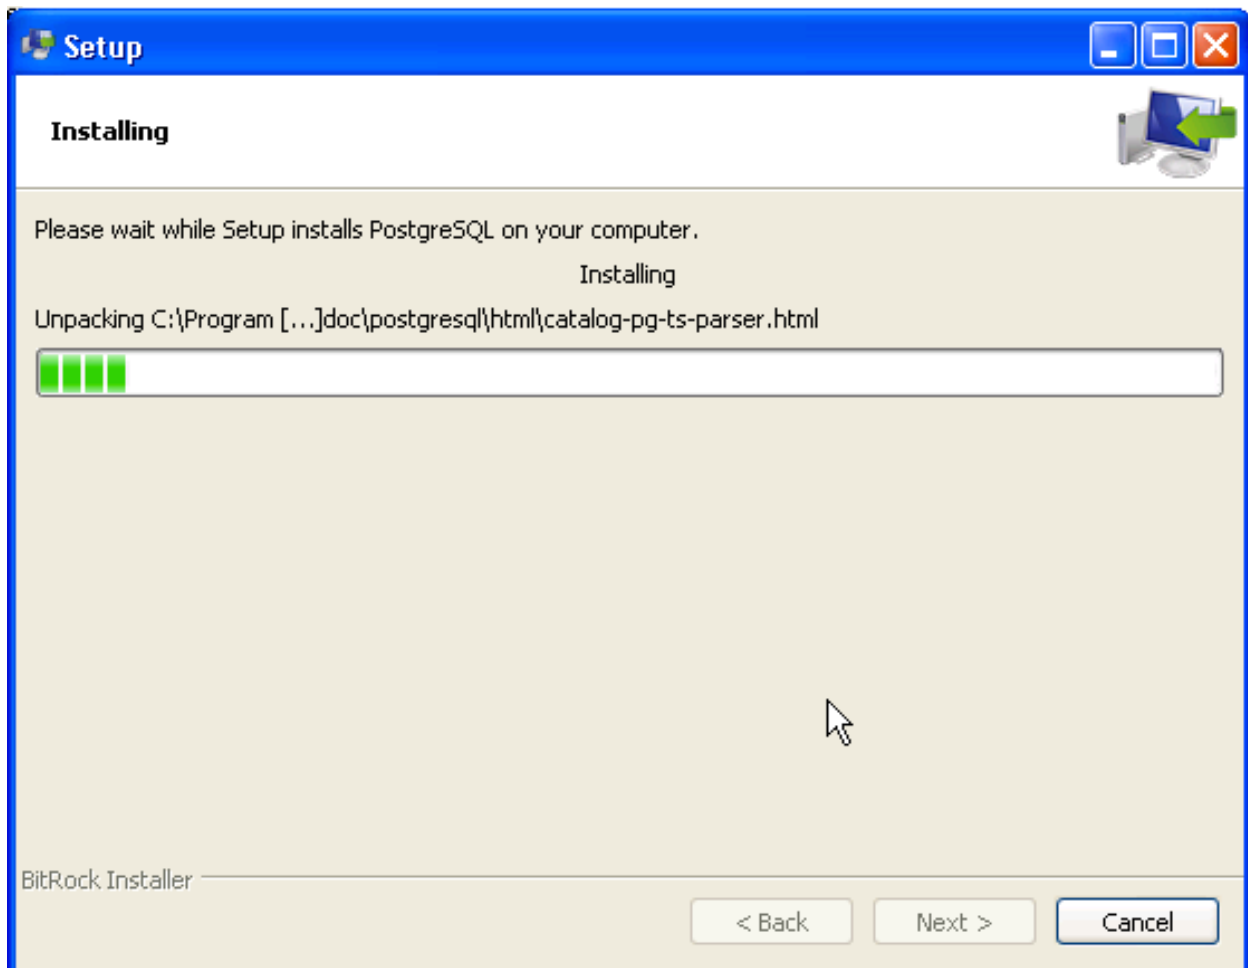 Setup
Installing
Please wait while Setup installs PostgreSQL on your computer.
Installing
Unpacking C:\Program [...]doc\postgresql\html\catalog-pg-ts-parser.html
BitRock Installer
< Back Next > Cancel